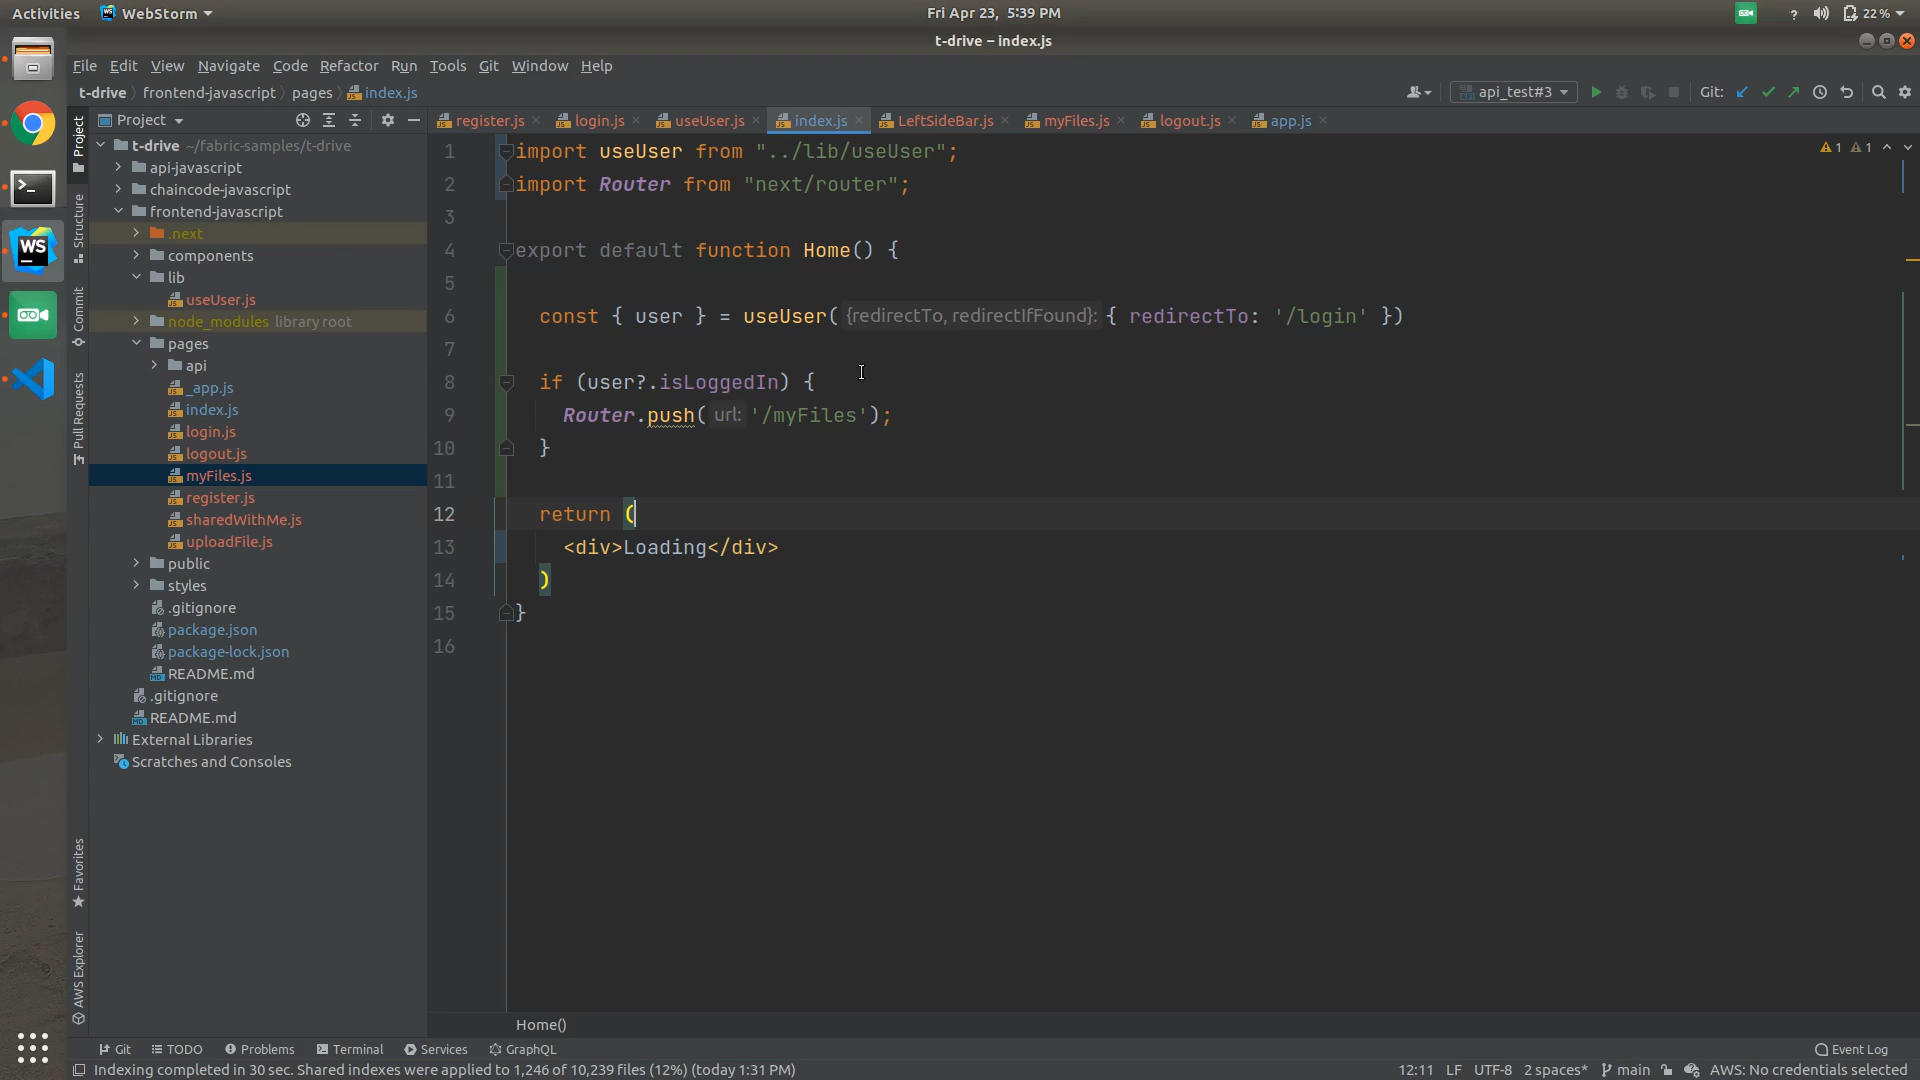 Activities WebStorm Fri Apr 23, 5:39 PM ? 22%
t-drive – index.js
File Edit View Navigate Code Refactor Run Tools Git Window Help
t-drive frontend-javascript pages index.js api_test#3 Git:
Project register.js login.js useUser.js index.js LeftSideBar.js myFiles.js logout.js app.js
Project
Structure
Commit
Pull Requests
Favorites
AWS Explorer
t-drive ~/fabric-samples/t-drive
api-javascript
chaincode-javascript
frontend-javascript
.next
components
lib
useUser.js
node_modules library root
pages
api
_app.js
index.js
login.js
logout.js
myFiles.js
register.js
sharedWithMe.js
uploadFile.js
public
styles
.gitignore
package.json
package-lock.json
README.md
.gitignore
README.md
External Libraries
Scratches and Consoles
WS
1 import useUser from "../lib/useUser"; 1 1
2 import Router from "next/router";
3
4 export default function Home() {
5
6 const { user } = useUser( {redirectTo, redirectIfFound}: { redirectTo: '/login' })
7
8 if (user?.isLoggedIn) {
9 Router.push( url: '/myFiles');
10 }
11
12 return (
13 <div>Loading</div>
14 )
15 }
16
Home()
Git TODO Problems Terminal Services GraphQL Event Log
Indexing completed in 30 sec. Shared indexes were applied to 1,246 of 10,239 files (12%) (today 1:31 PM) 12:11 LF UTF-8 2 spaces* main AWS: No credentials selected